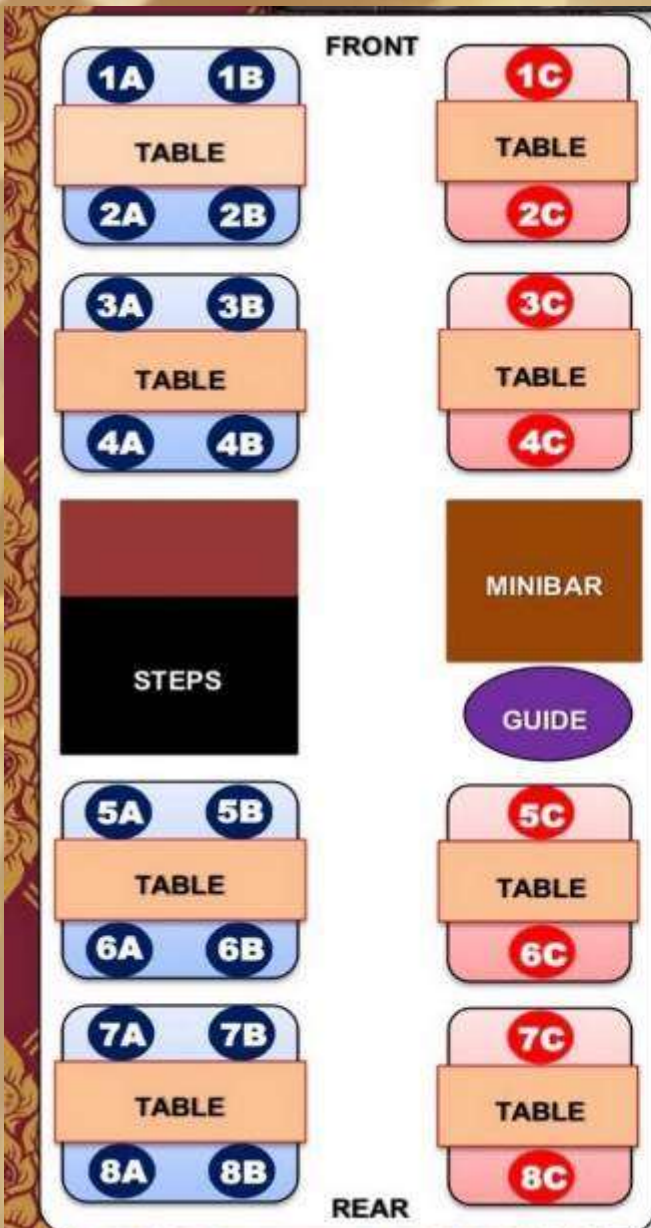 FRONT
1A 1B 1C
TABLE TABLE
2A 2B 2C
3A 3B 3C
TABLE TABLE
4A 4B 4C
MINIBAR
STEPS
GUIDE
5A 5B 5C
TABLE TABLE
6A 6B 6C
7A 7B 7C
TABLE TABLE
8A 8B 8C
REAR